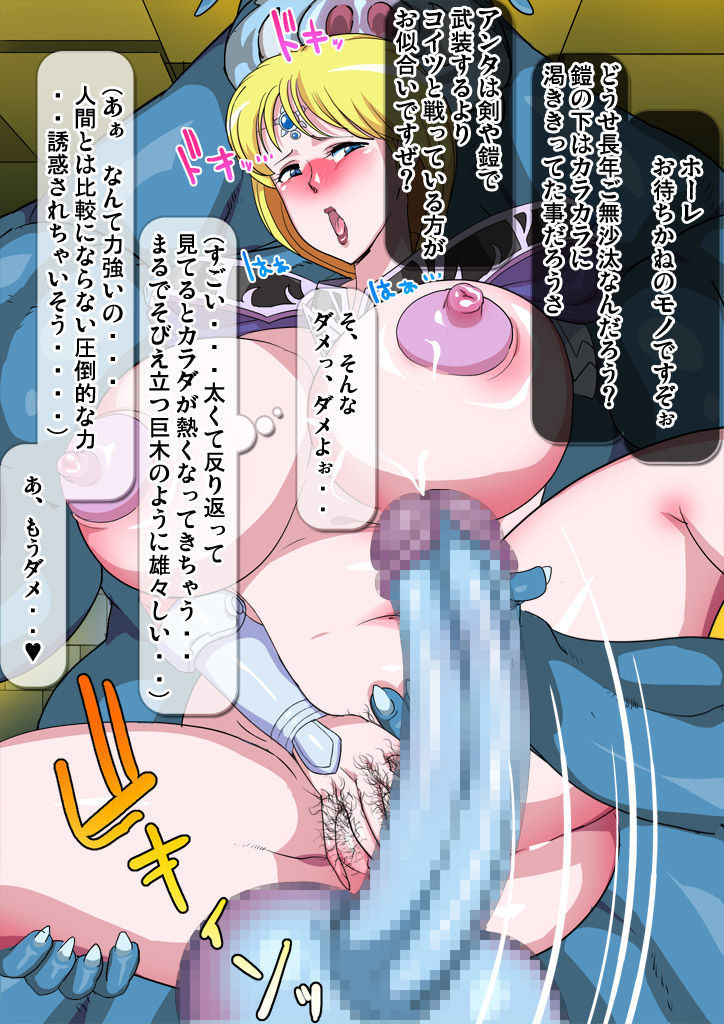 ホーレ
お待ちかねのモノですぞぉ
どうせ長年ご無沙汰なんだろう?
鎧の下はカラカラに
渇ききってた事だろうさ
アンタは剣や鎧で
武装するより
コイツと戦っている方が
お似合いですぜ?
ドキッ
ドキッ
はぁ
はぁ
そ、そんな
ダメっ、ダメよぉ・・
(すごい・・・太くて反り返って
見てるとカラダが熱くなってきちゃう・・
まるでそびえ立つ巨木のように雄々しい・・)
(あぁ なんて力強いの・・・
人間とは比較にならない圧倒的な力
・・誘惑されちゃいそう・・・・)
あ、もうダメ・・♥
ビキィィンッ